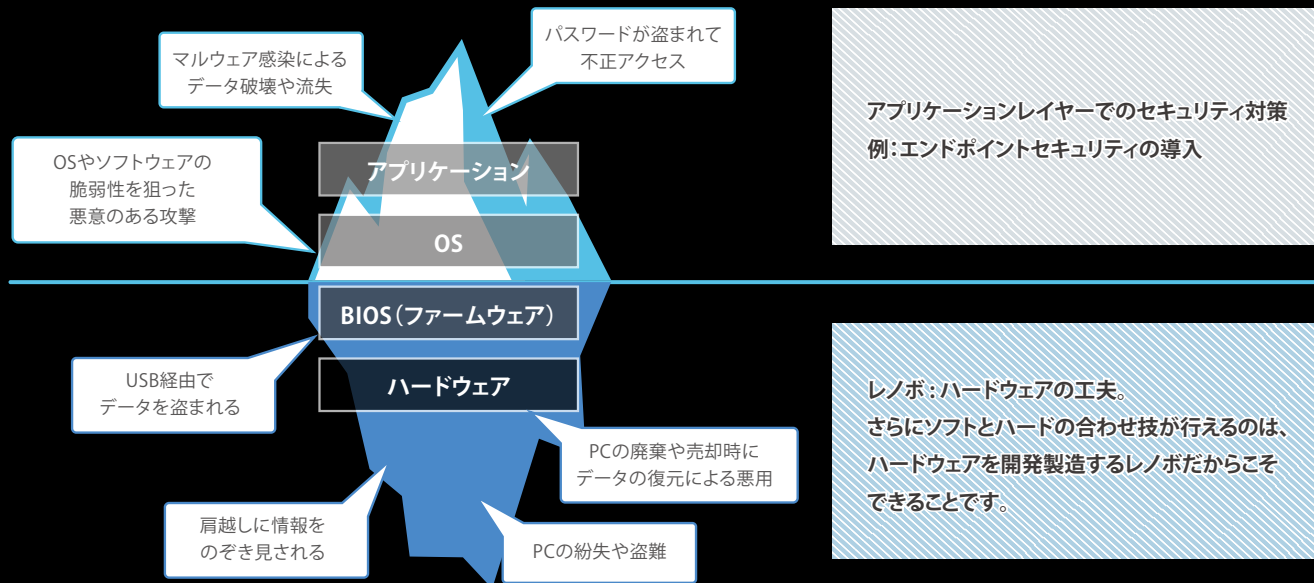 マルウェア感染による
データ破壊や流失
パスワードが盗まれて
不正アクセス
OSやソフトウェアの
脆弱性を狙った
悪意のある攻撃
アプリケーション
OS
BIOS（ファームウェア）
ハードウェア
USB経由で
データを盗まれる
PCの廃棄や売却時に
データの復元による悪用
肩越しに情報を
のぞき見される
PCの紛失や盗難
アプリケーションレイヤーでのセキュリティ対策
例：エンドポイントセキュリティの導入
レノボ：ハードウェアの工夫。
さらにソフトとハードの合わせ技が行えるのは、
ハードウェアを開発製造するレノボだからこそ
できることです。